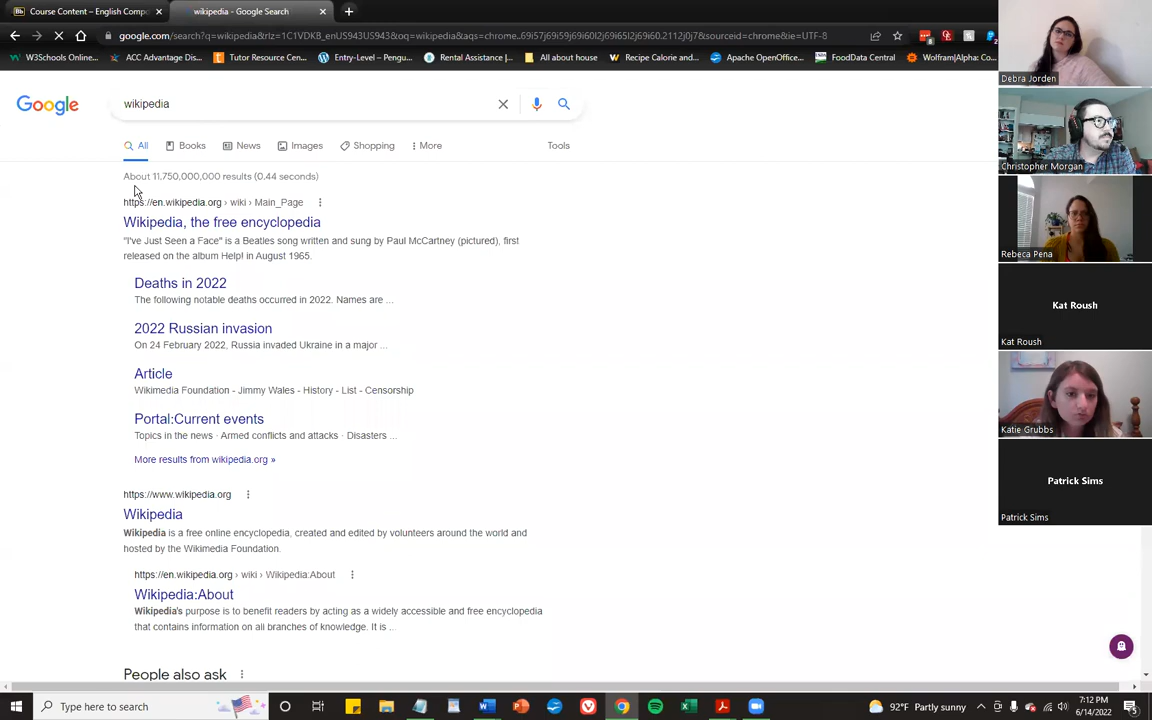 Course Content – English Comp
wikipedia - Google Search
google.com/search?q=wikipedia&rlz=1C1VDKB_enUS943US943&oq=wikipedia&aqs=chrome..69i57j69i59j69i60l2j69i60.2112j0j7&sourceid=chrome&ie=UTF-8
W3Schools Online...
ACC Advantage Dis...
Tutor Resource Cen...
Entry-Level – Pengu...
Rental Assistance |...
All about house
Recipe Calorie and...
Apache OpenOffice...
FoodData Central
Wolfram|Alpha: Co...
Google
wikipedia
All
Books
News
Images
Shopping
More
Tools
About 11,750,000,000 results (0.44 seconds)
https://en.wikipedia.org › wiki › Main_Page
Wikipedia, the free encyclopedia
"I've Just Seen a Face" is a Beatles song written and sung by Paul McCartney (pictured), first
released on the album Help! in August 1965.
Deaths in 2022
The following notable deaths occurred in 2022. Names are ...
2022 Russian invasion
On 24 February 2022, Russia invaded Ukraine in a major ...
Article
Wikimedia Foundation - Jimmy Wales - History - List - Censorship
Portal:Current events
Topics in the news · Armed conflicts and attacks · Disasters ...
More results from wikipedia.org »
https://www.wikipedia.org
Wikipedia
Wikipedia is a free online encyclopedia, created and edited by volunteers around the world and
hosted by the Wikimedia Foundation.
https://en.wikipedia.org › wiki › Wikipedia:About
Wikipedia:About
Wikipedia's purpose is to benefit readers by acting as a widely accessible and free encyclopedia
that contains information on all branches of knowledge. It is ...
People also ask
Debra Jorden
Christopher Morgan
Rebeca Pena
Kat Roush
Kat Roush
Katie Grubbs
Patrick Sims
Patrick Sims
Type here to search
92°F Partly sunny
7:12 PM
6/14/2022